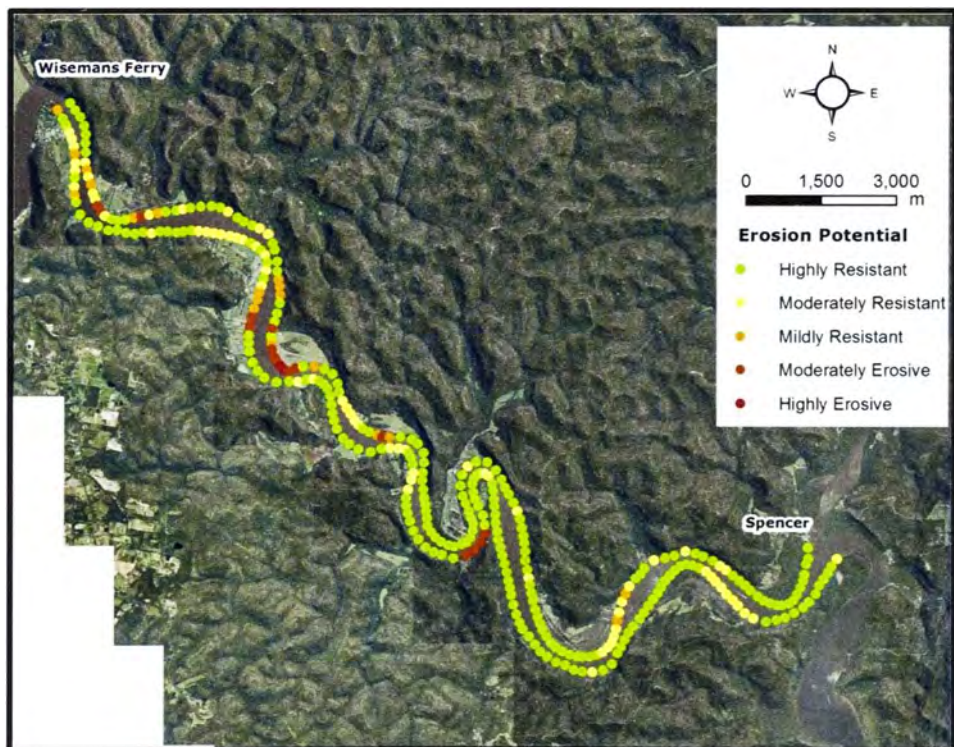 Wisemans Ferry
N
W E
S
0 1,500 3,000
m
Erosion Potential
Highly Resistant
Moderately Resistant
Mildly Resistant
Moderately Erosive
Highly Erosive
Spencer